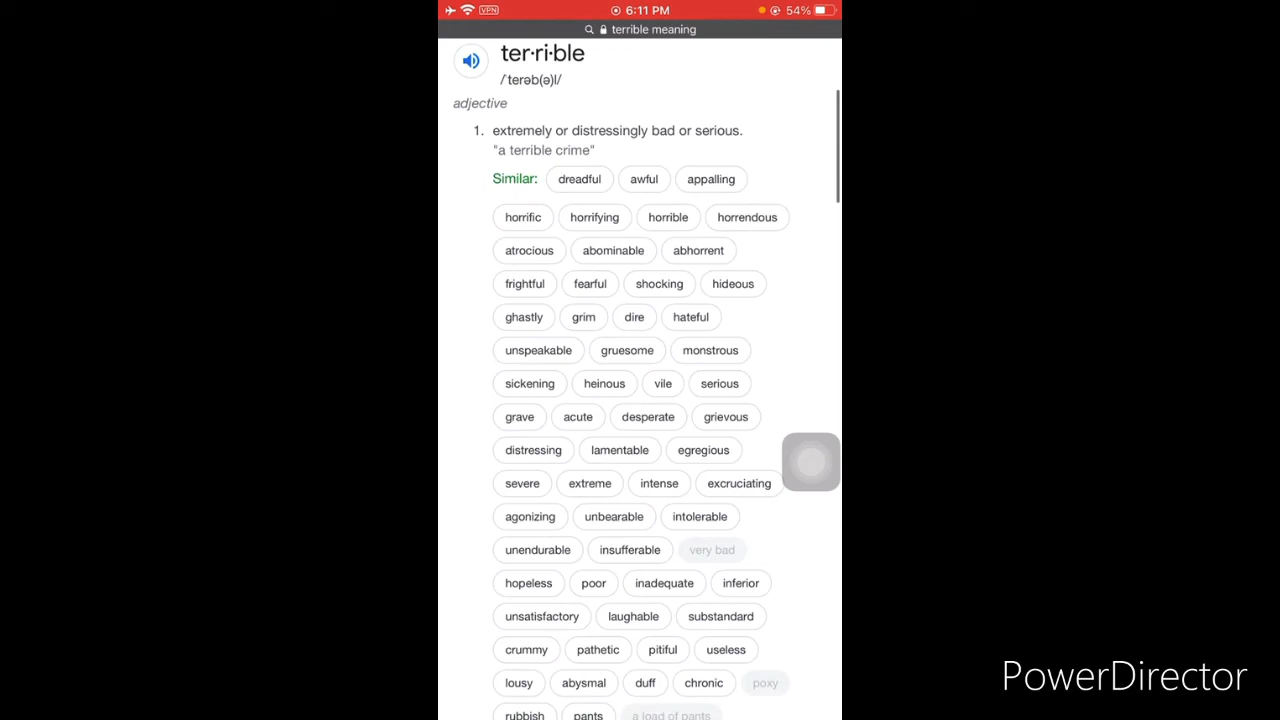 VPN 6:11 PM 54%
terrible meaning
ter·ri·ble
/ˈterəb(ə)l/
adjective
1. extremely or distressingly bad or serious.
"a terrible crime"
Similar: dreadful awful appalling
horrific horrifying horrible horrendous
atrocious abominable abhorrent
frightful fearful shocking hideous
ghastly grim dire hateful
unspeakable gruesome monstrous
sickening heinous vile serious
grave acute desperate grievous
distressing lamentable egregious
severe extreme intense excruciating
agonizing unbearable intolerable
unendurable insufferable very bad
hopeless poor inadequate inferior
unsatisfactory laughable substandard
crummy pathetic pitiful useless
lousy abysmal duff chronic poxy
rubbish pants a load of pants
PowerDirector